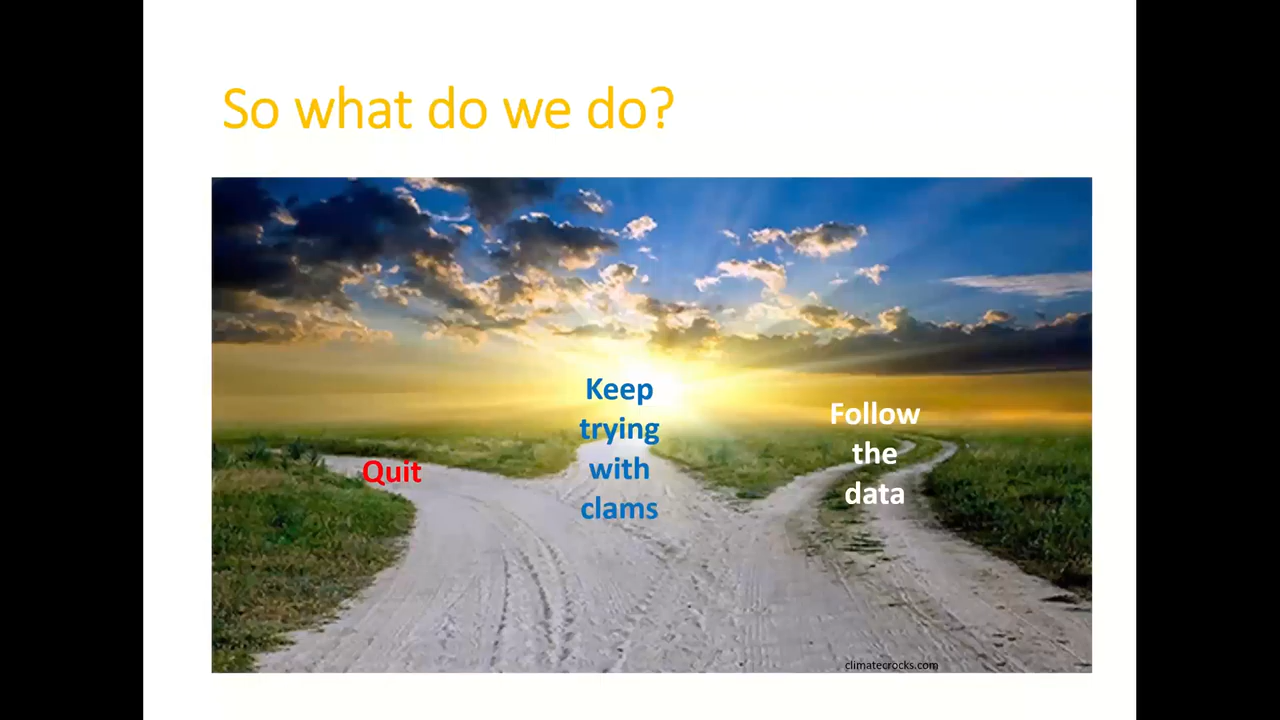 So what do we do?
Quit
Keep
trying
with
clams
Follow
the
data
climatecrocks.com